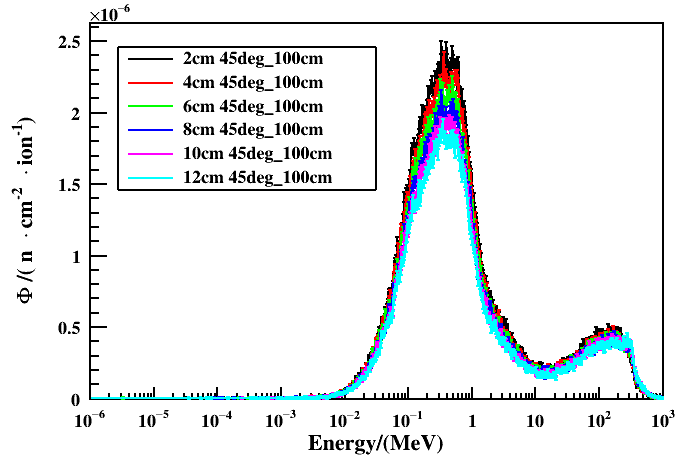 ×10⁻⁶
2.5
2
1.5
1
0.5
0
Φ /( n · cm⁻² · ion⁻¹)
2cm 45deg_100cm
4cm 45deg_100cm
6cm 45deg_100cm
8cm 45deg_100cm
10cm 45deg_100cm
12cm 45deg_100cm
10⁻⁶ 10⁻⁵ 10⁻⁴ 10⁻³ 10⁻² 10⁻¹ 1 10 10² 10³
Energy/(MeV)